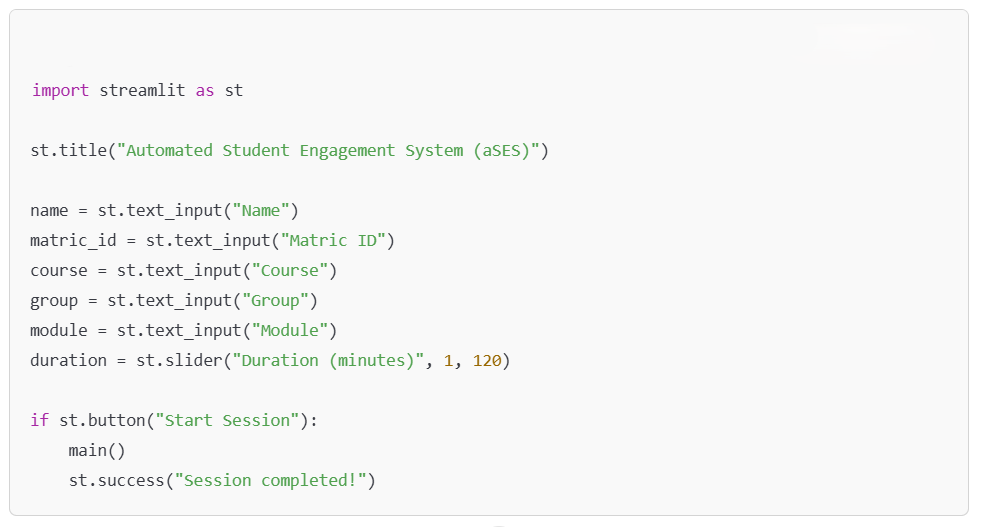 import streamlit as st
st.title("Automated Student Engagement System (aSES)")
name = st.text_input("Name")
matric_id = st.text_input("Matric ID")
course = st.text_input("Course")
group = st.text_input("Group")
module = st.text_input("Module")
duration = st.slider("Duration (minutes)", 1, 120)
if st.button("Start Session"):
    main()
    st.success("Session completed!")